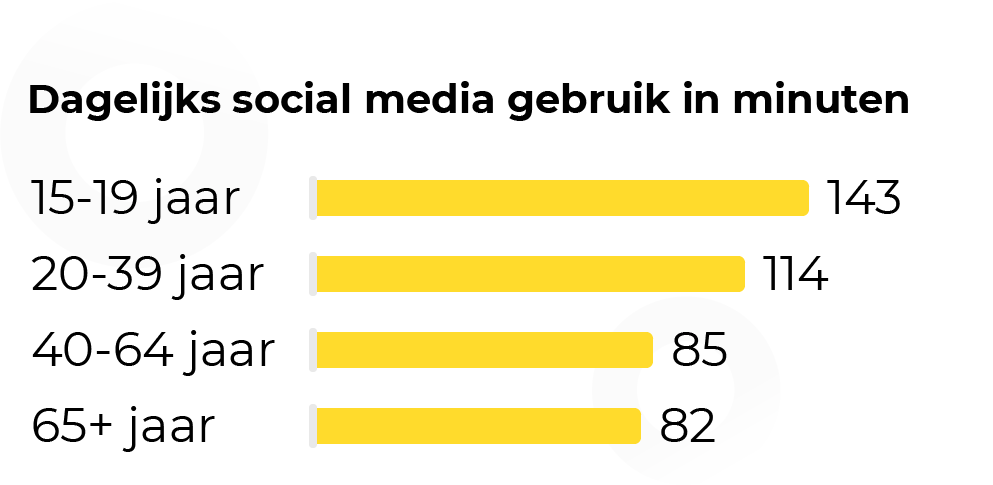 Dagelijks social media gebruik in minuten
15-19 jaar 143
20-39 jaar 114
40-64 jaar 85
65+ jaar 82